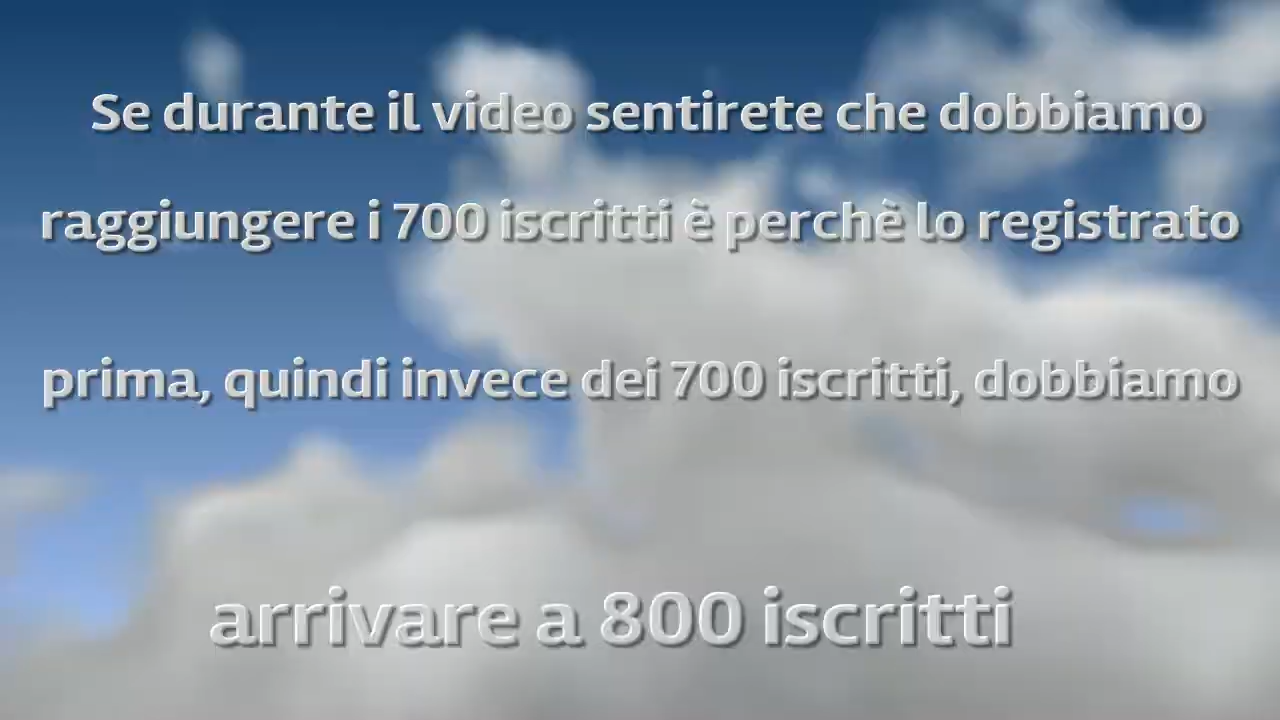 Se durante il video sentirete che dobbiamo
raggiungere i 700 iscritti è perchè lo registrato
prima, quindi invece dei 700 iscritti, dobbiamo
arrivare a 800 iscritti